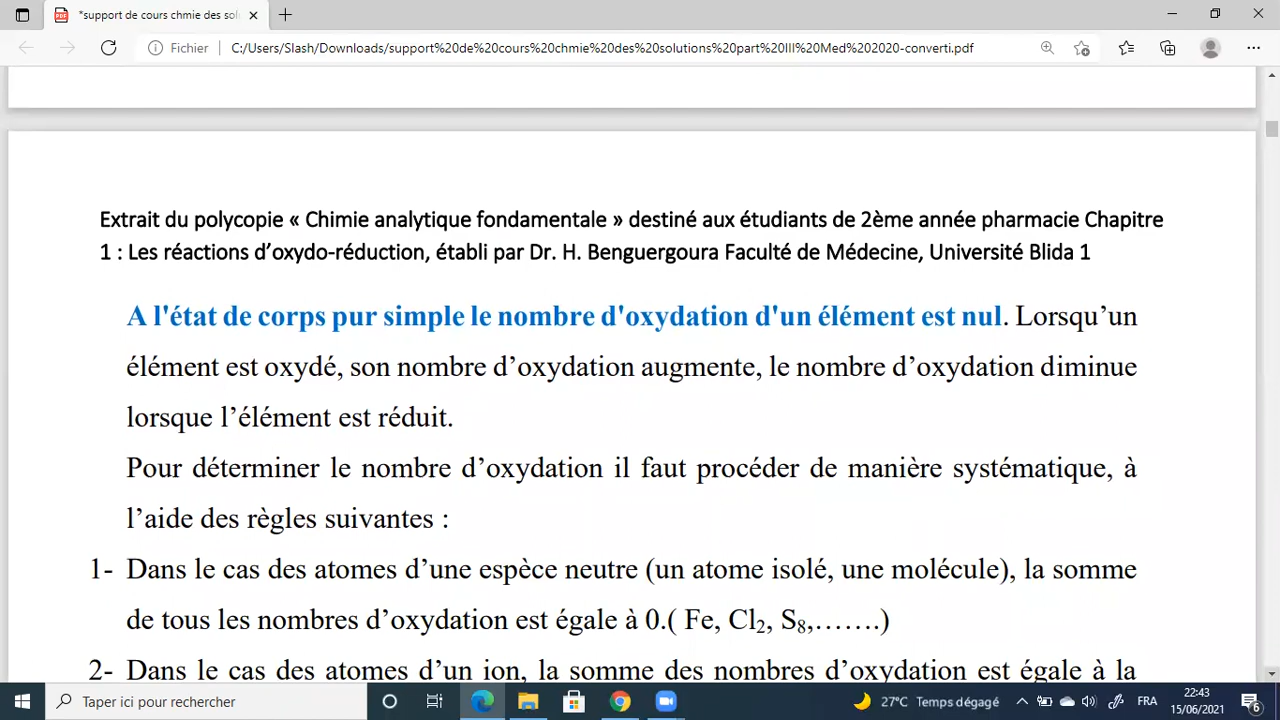 *support de cours chmie des sol
Fichier
C:/Users/Slash/Downloads/support%20de%20cours%20chmie%20des%20solutions%20part%20III%20Med%202020-converti.pdf
Extrait du polycopie « Chimie analytique fondamentale » destiné aux étudiants de 2ème année pharmacie Chapitre
1 : Les réactions d’oxydo-réduction, établi par Dr. H. Benguergoura Faculté de Médecine, Université Blida 1
A l'état de corps pur simple le nombre d'oxydation d'un élément est nul. Lorsqu’un
élément est oxydé, son nombre d’oxydation augmente, le nombre d’oxydation diminue
lorsque l’élément est réduit.
Pour déterminer le nombre d’oxydation il faut procéder de manière systématique, à
l’aide des règles suivantes :
1- Dans le cas des atomes d’une espèce neutre (un atome isolé, une molécule), la somme
de tous les nombres d’oxydation est égale à 0.( Fe, Cl₂, S₈,…….)
2- Dans le cas des atomes d’un ion, la somme des nombres d’oxydation est égale à la
Taper ici pour rechercher
27°C Temps dégagé
FRA
22:43
15/06/2021
6